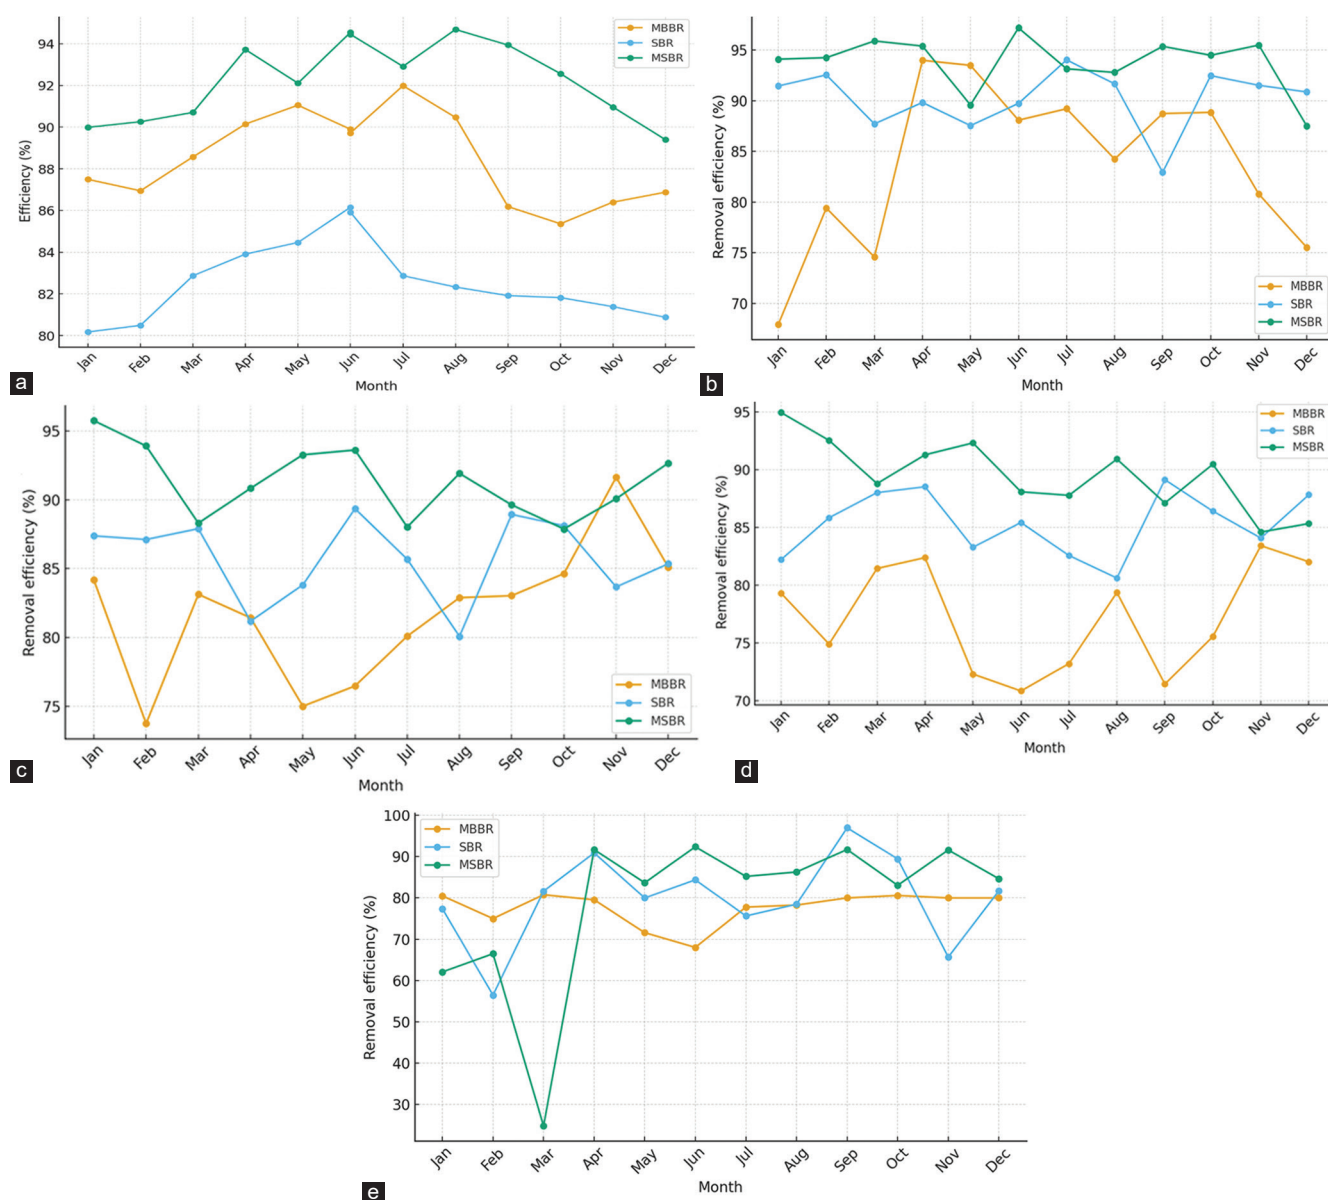 94
92
90
88
86
84
82
80
Efficiency (%)
MBBR
SBR
MSBR
Jan Feb Mar Apr May Jun Jul Aug Sep Oct Nov Dec
Month
a
95
90
85
80
75
70
Removal efficiency (%)
MBBR
SBR
MSBR
Jan Feb Mar Apr May Jun Jul Aug Sep Oct Nov Dec
Month
b
95
90
85
80
75
Removal efficiency (%)
MBBR
SBR
MSBR
Jan Feb Mar Apr May Jun Jul Aug Sep Oct Nov Dec
Month
c
95
90
85
80
75
70
Removal efficiency (%)
MBBR
SBR
MSBR
Jan Feb Mar Apr May Jun Jul Aug Sep Oct Nov Dec
Month
d
100
90
80
70
60
50
40
30
Removal efficiency (%)
MBBR
SBR
MSBR
Jan Feb Mar Apr May Jun Jul Aug Sep Oct Nov Dec
Month
e